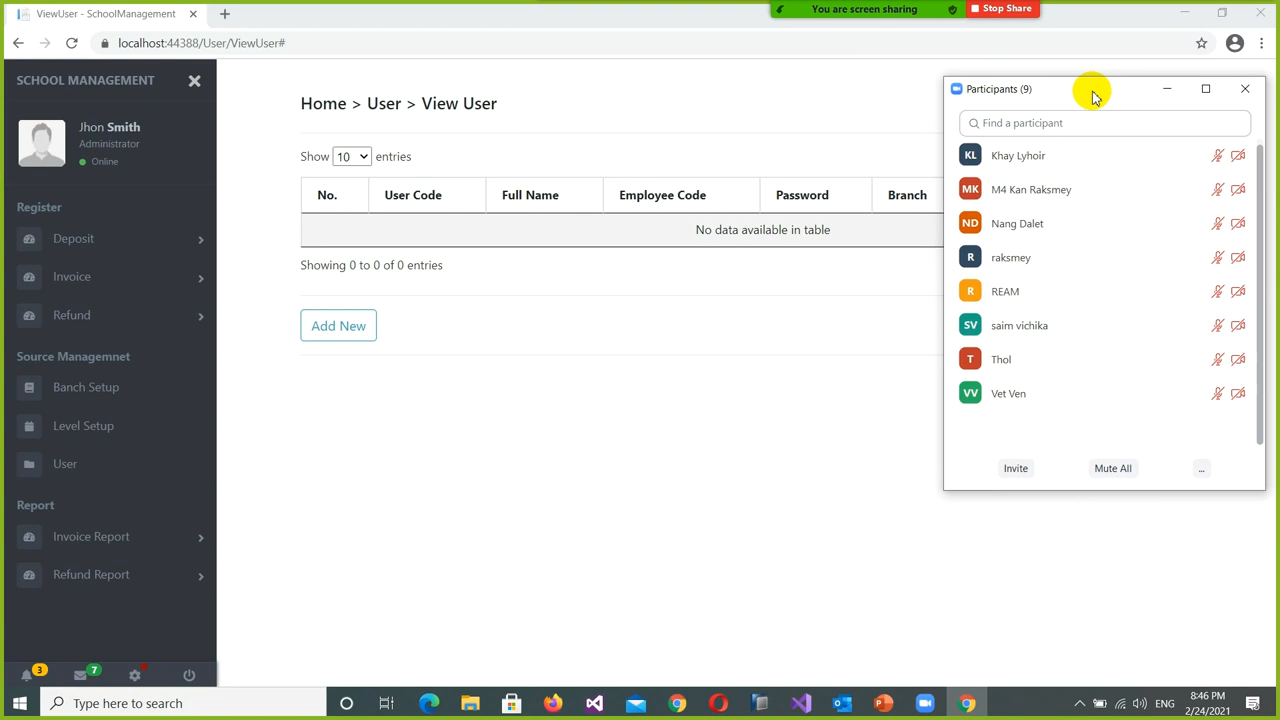 ViewUser - SchoolManagement
You are screen sharing
Stop Share
localhost:44388/User/ViewUser#
SCHOOL MANAGEMENT
Jhon Smith
Administrator
Online
Register
Deposit
Invoice
Refund
Source Managemnet
Banch Setup
Level Setup
User
Report
Invoice Report
Refund Report
3
7
Home > User > View User
Show 10 entries
No. User Code Full Name Employee Code Password Branch
No data available in table
Showing 0 to 0 of 0 entries
Add New
Participants (9)
Find a participant
KL Khay Lyhoir
MK M4 Kan Raksmey
ND Nang Dalet
R raksmey
R REAM
SV saim vichika
T Thol
VV Vet Ven
Invite Mute All ...
Type here to search
ENG
8:46 PM
2/24/2021